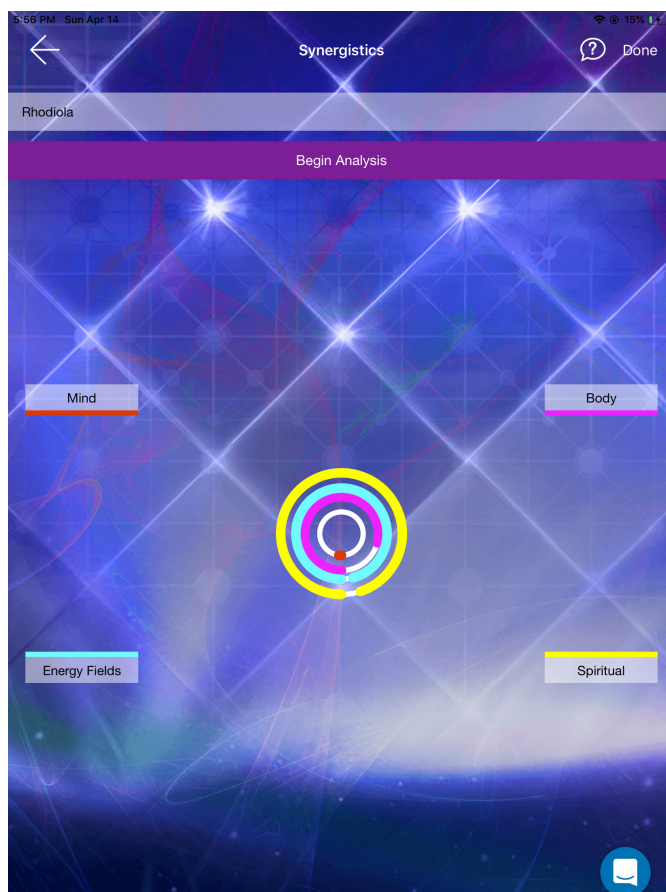 5:56 PM Sun Apr 14 15%
Synergistics
Done
Rhodiola
Begin Analysis
Mind
Body
Energy Fields
Spiritual